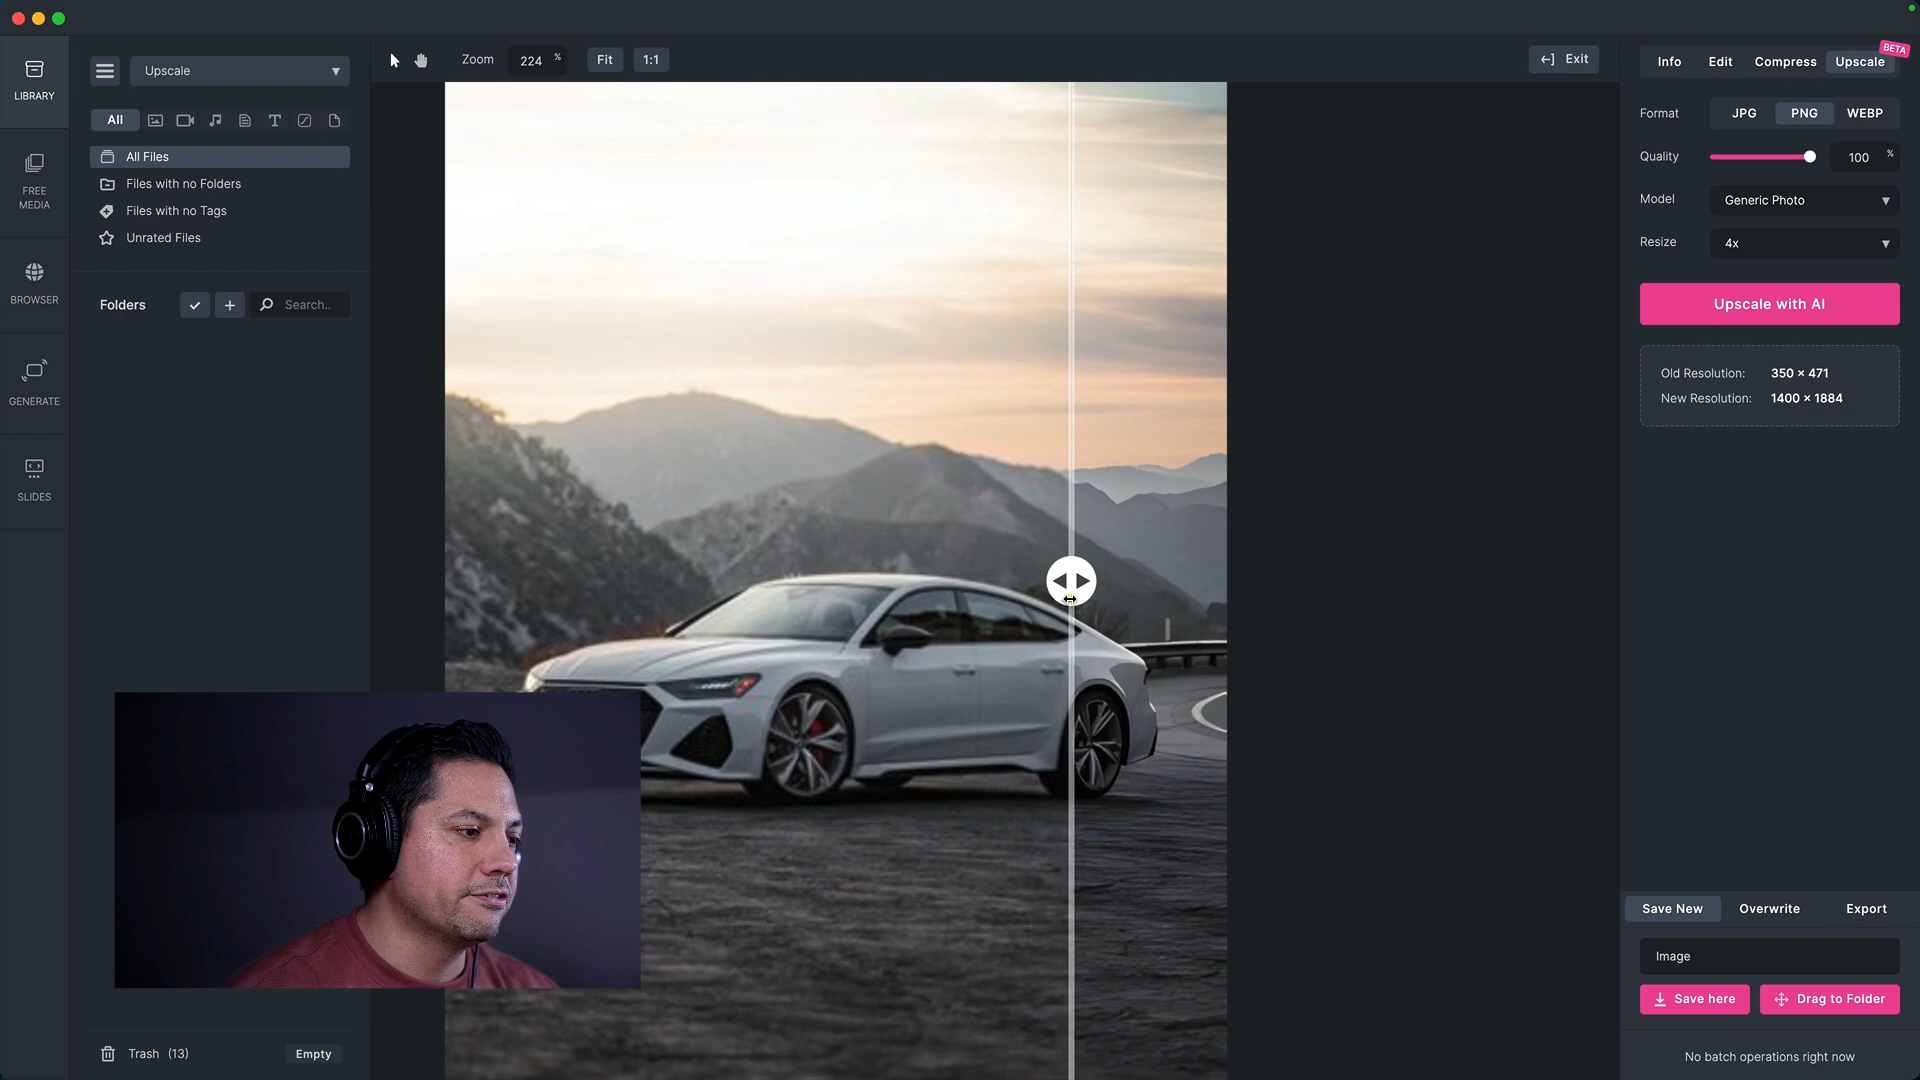 LIBRARY
FREE
MEDIA
BROWSER
GENERATE
SLIDES
Upscale
All
All Files
Files with no Folders
Files with no Tags
Unrated Files
Folders
Search..
Trash (13)
Empty
Zoom 224 %
Fit
1:1
Exit
BETA
Info Edit Compress Upscale
Format JPG PNG WEBP
Quality 100 %
Model Generic Photo
Resize 4x
Upscale with AI
Old Resolution: 350 × 471
New Resolution: 1400 × 1884
Save New Overwrite Export
Image
Save here Drag to Folder
No batch operations right now